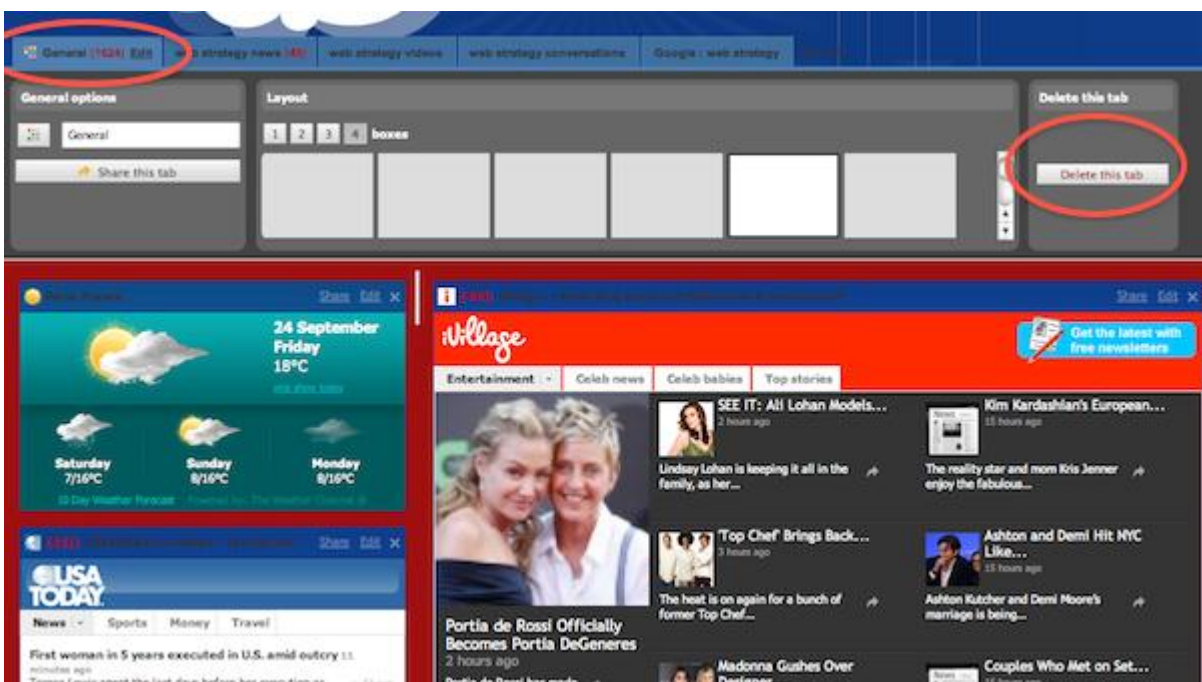 General (1624) Edit
web strategy news (48)
web strategy videos
web strategy conversations
Google : web strategy
General options
General
Share this tab
Layout
1 2 3 4 boxes
Delete this tab
Delete this tab
Share Edit
24 September
Friday
18°C
Saturday
7/16°C
Sunday
8/16°C
Monday
8/16°C
10 Day Weather Forecast - Powered by: The Weather Channel
Share Edit
USA
TODAY
News Sports Money Travel
First woman in 5 years executed in U.S. amid outcry 11
minutes ago
Share Edit
iVillage
Get the latest with
free newsletters
Entertainment Celeb news Celeb babies Top stories
Portia de Rossi Officially
Becomes Portia DeGeneres
2 hours ago
SEE IT: Ali Lohan Models...
2 hours ago
Lindsay Lohan is keeping it all in the
family, as her...
Kim Kardashian's European...
15 hours ago
The reality star and mom Kris Jenner
enjoy the fabulous...
'Top Chef' Brings Back...
3 hours ago
The heat is on again for a bunch of
former Top Chef...
Ashton and Demi Hit NYC
Like...
15 hours ago
Ashton Kutcher and Demi Moore's
marriage is being...
Madonna Gushes Over
Designer
Couples Who Met on Set...